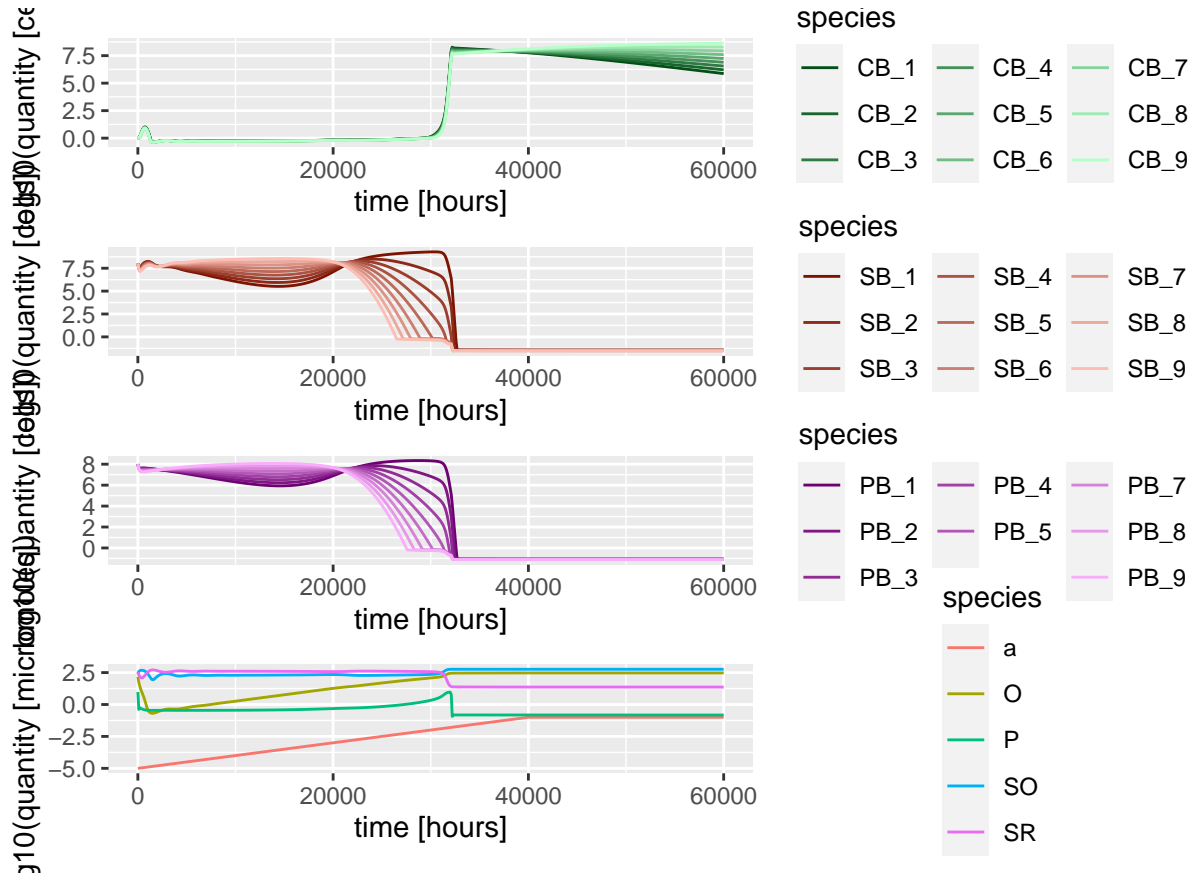 species
CB_1 CB_4 CB_7
CB_2 CB_5 CB_8
CB_3 CB_6 CB_9
7.5
5.0
2.5
0.0
0 20000 40000 60000
time [hours]
species
SB_1 SB_4 SB_7
SB_2 SB_5 SB_8
SB_3 SB_6 SB_9
7.5
5.0
2.5
0.0
0 20000 40000 60000
time [hours]
species
PB_1 PB_4 PB_7
PB_2 PB_5 PB_8
PB_3 PB_9
8
6
4
2
0
0 20000 40000 60000
time [hours]
species
a
O
P
SO
SR
2.5
0.0
−2.5
−5.0
0 20000 40000 60000
time [hours]